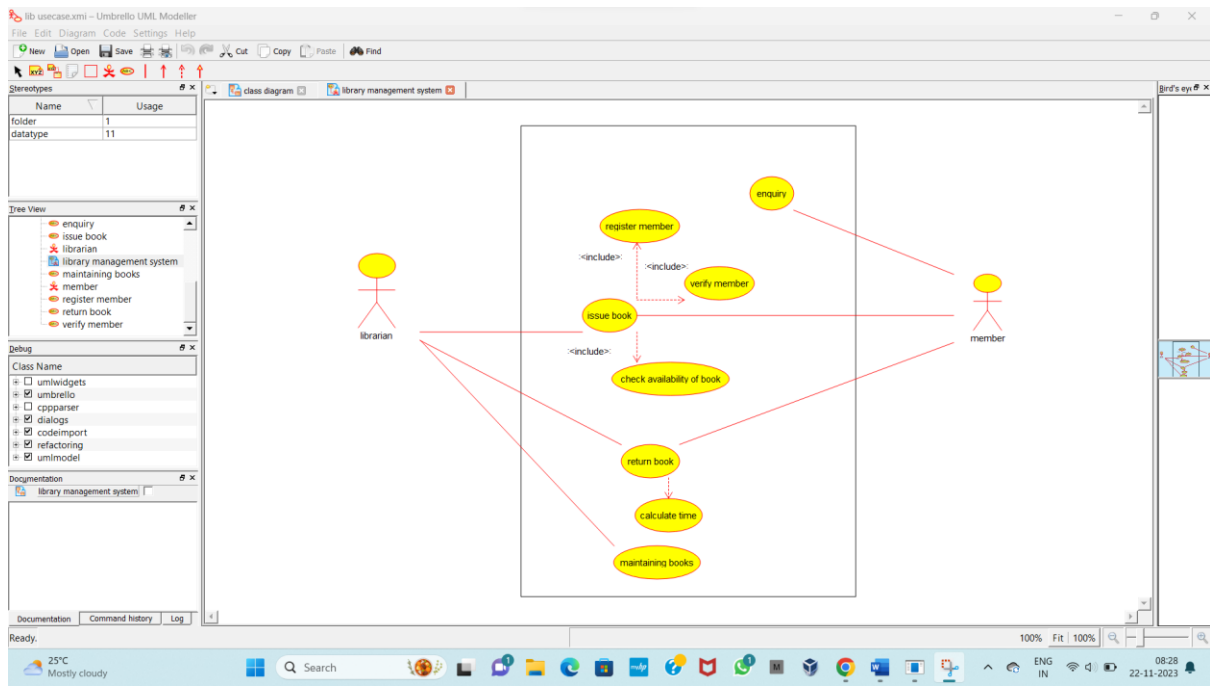 lib usecase.xmi – Umbrello UML Modeller
File Edit Diagram Code Settings Help
New Open Save Cut Copy Paste Find
XYZ
Stereotypes
Name Usage
folder 1
datatype 11
Tree View
enquiry
issue book
librarian
library management system
maintaining books
member
register member
return book
verify member
Debug
Class Name
umlwidgets
umbrello
cppparser
dialogs
codeimport
refactoring
umlmodel
Documentation
library management system
Documentation Command history Log
class diagram library management system
Bird's eye
enquiry
register member
:<include>:
:<include>:
verify member
issue book
librarian
member
:<include>:
check availability of book
return book
calculate time
maintaining books
Ready.
100% Fit 100%
25°C
Mostly cloudy
Search
ENG
IN
08:28
22-11-2023